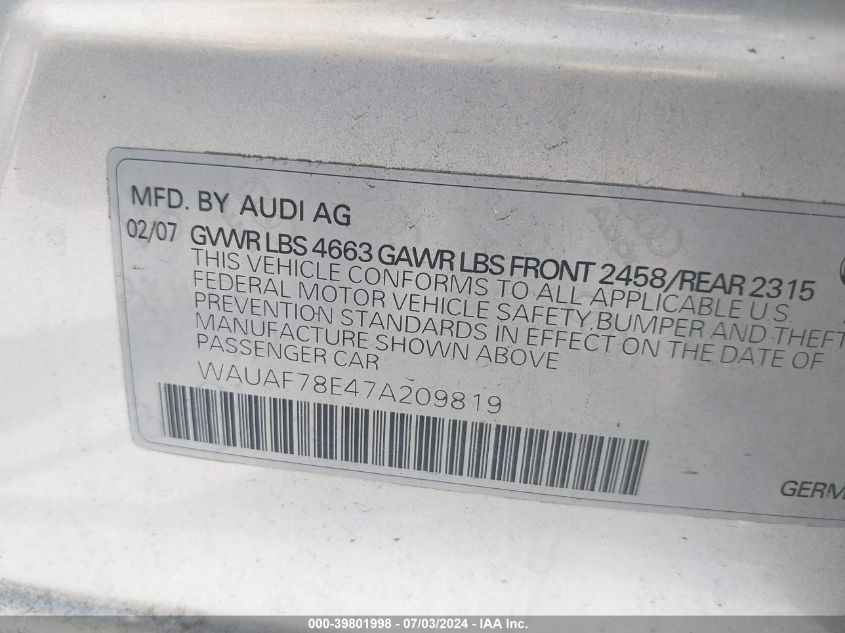 MFD. BY AUDI AG
02/07 GVWR LBS 4663 GAWR LBS FRONT 2458/REAR 2315
THIS VEHICLE CONFORMS TO ALL APPLICABLE U.S.
FEDERAL MOTOR VEHICLE SAFETY, BUMPER AND THEFT
PREVENTION STANDARDS IN EFFECT ON THE DATE OF
MANUFACTURE SHOWN ABOVE
PASSENGER CAR
WAUAF78E47A209819
GERM
000-39801998 - 07/03/2024 - IAA Inc.